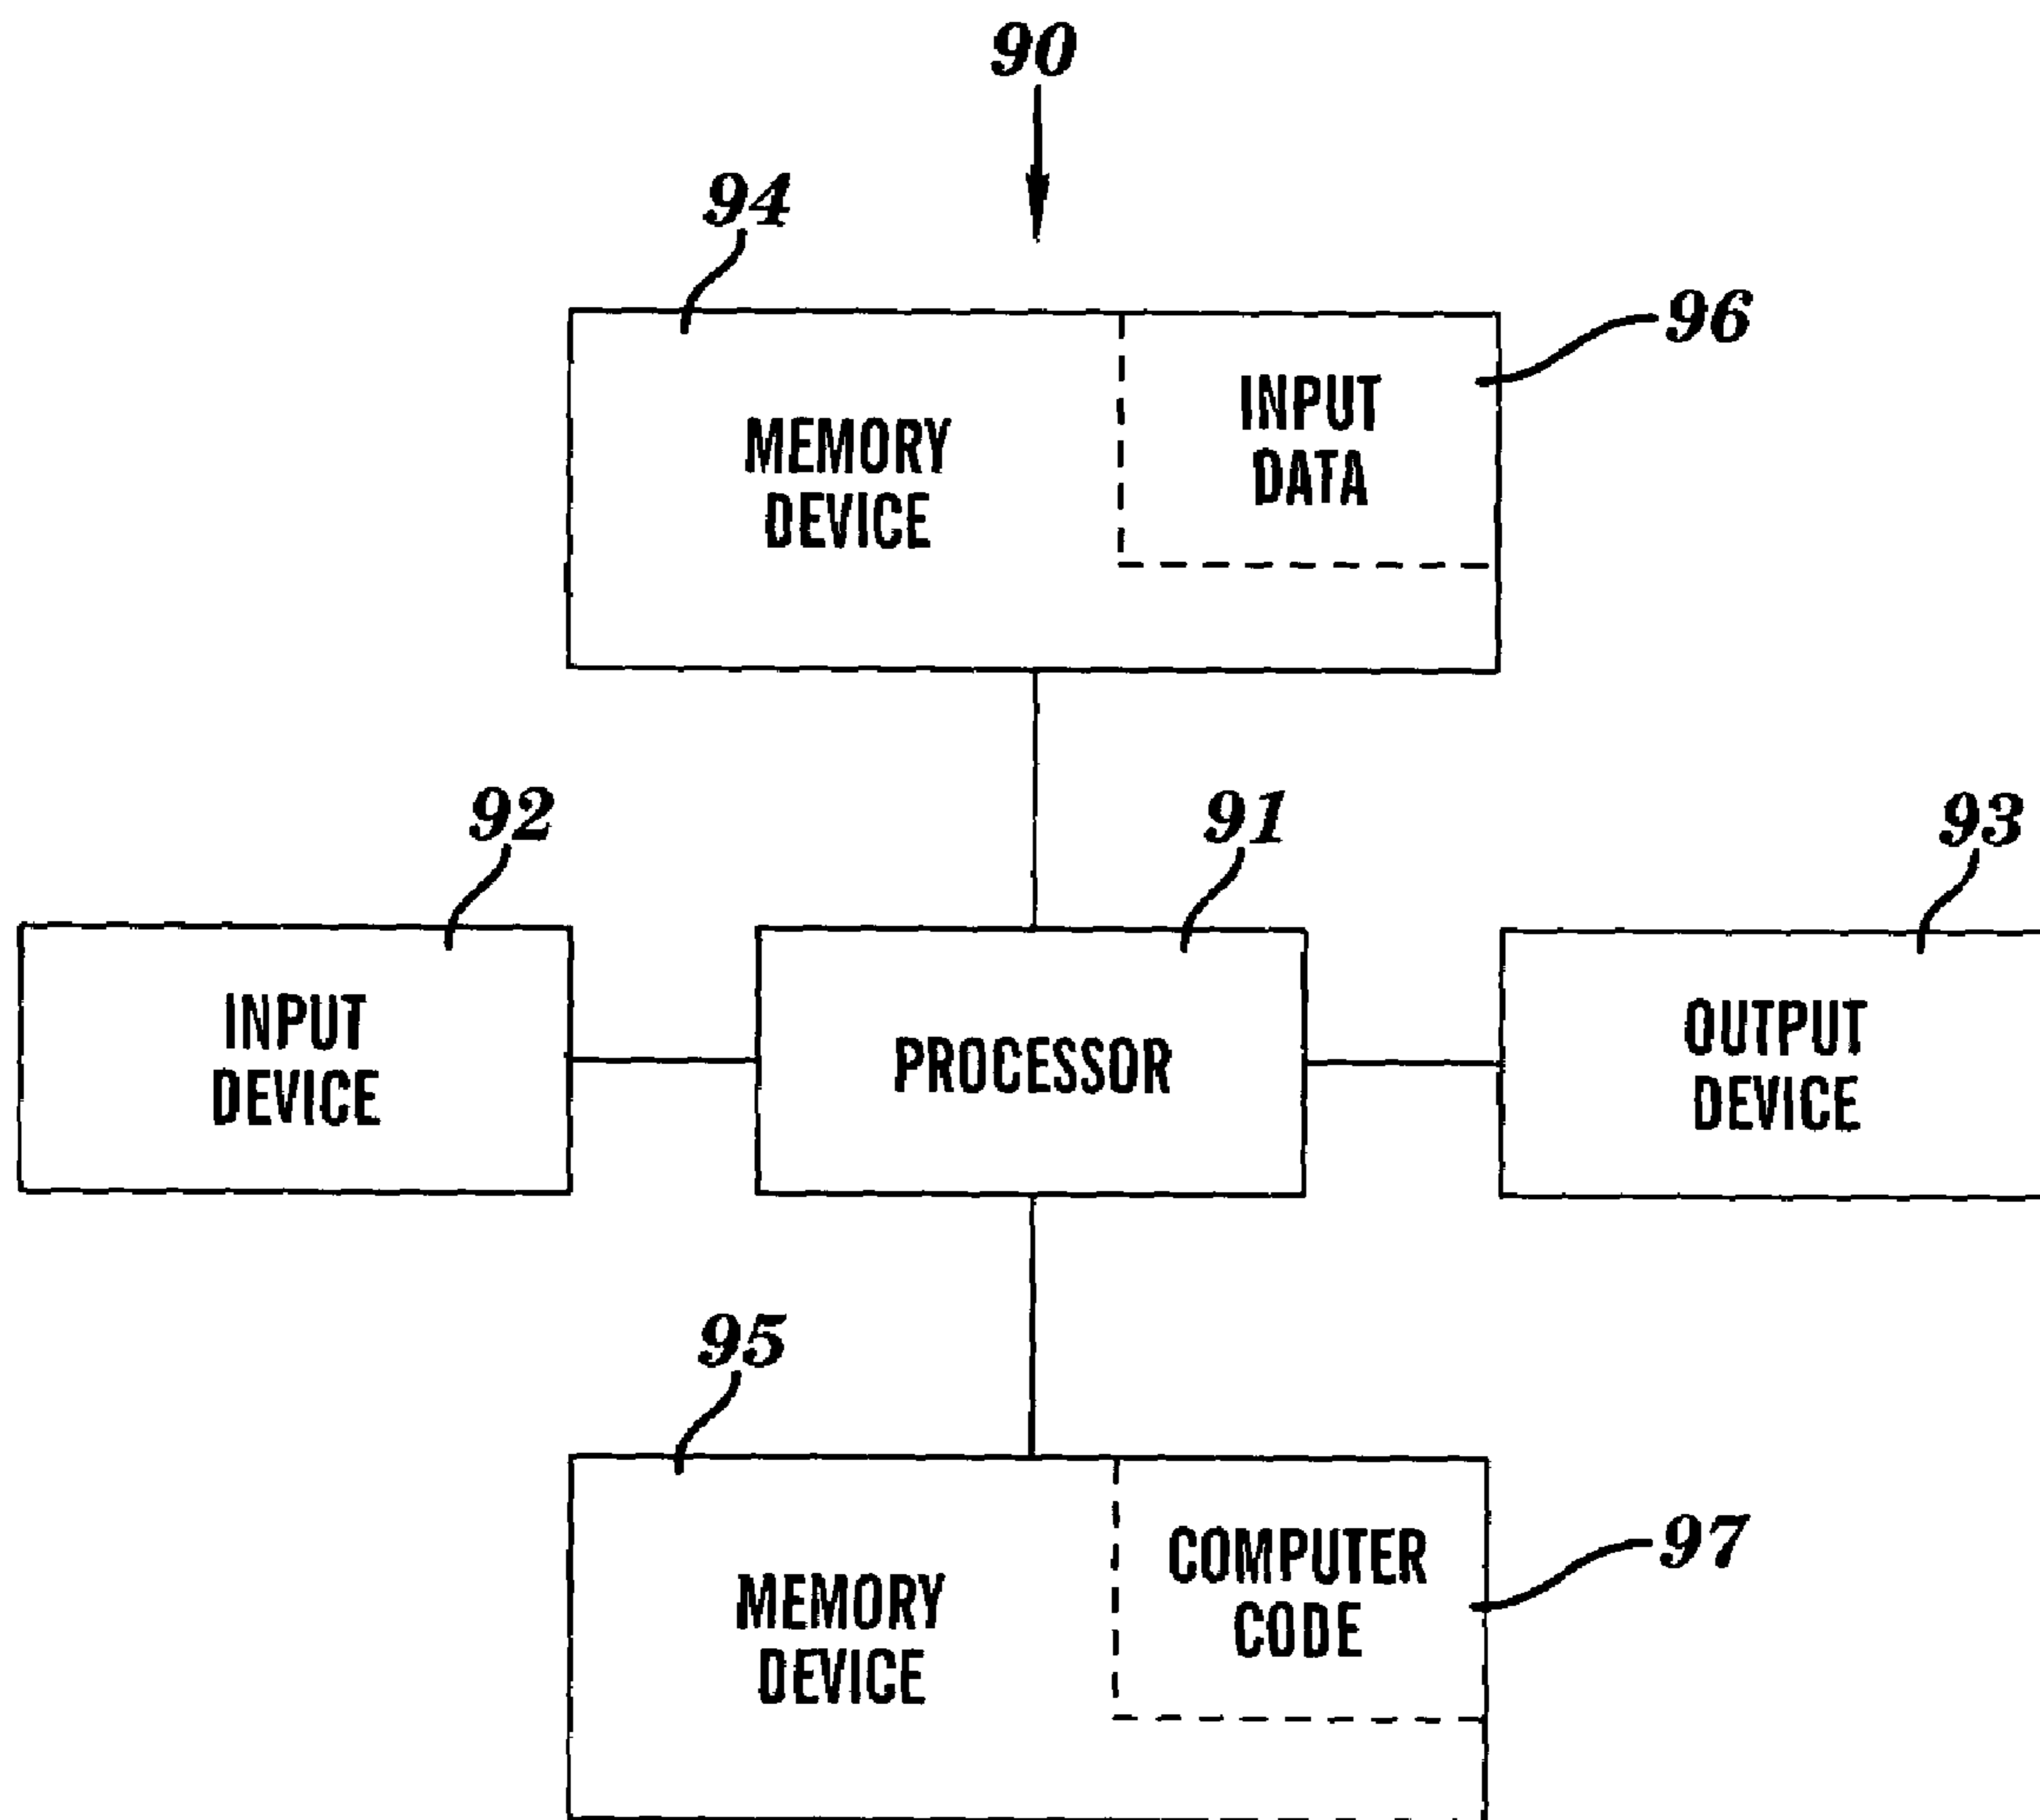 90
94
96
INPUT
DATA
MEMORY
DEVICE
92
91
93
INPUT
DEVICE
PROCESSOR
OUTPUT
DEVICE
95
97
COMPUTER
CODE
MEMORY
DEVICE